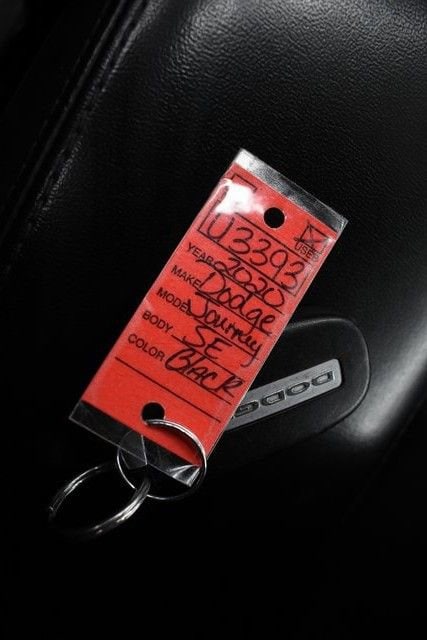 U3393
USED
YEAR 2020
MAKE Dodge
MODEL Journey
BODY SE
COLOR Black
DODGE